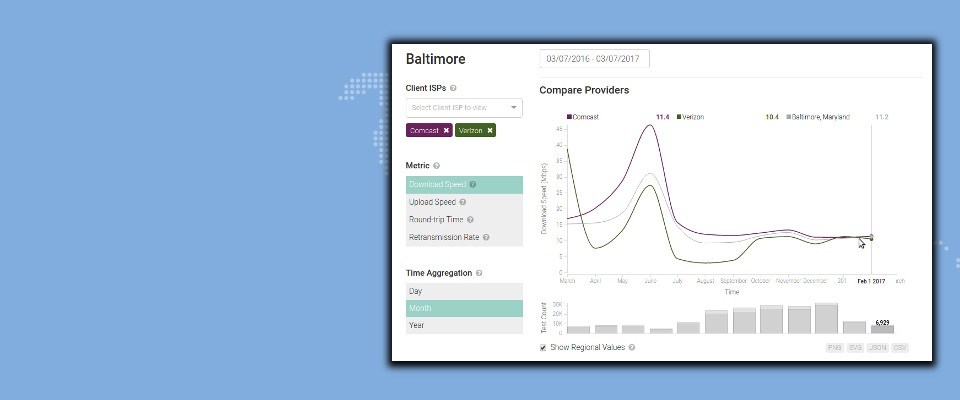 Baltimore
03/07/2016 - 03/07/2017
Client ISPs ?
Select Client ISP to view
Comcast ✖ Verizon ✖
Metric ?
Download Speed ?
Upload Speed ?
Round-trip Time ?
Retransmission Rate ?
Time Aggregation ?
Day
Month
Year
Compare Providers
Comcast 11.4 Verizon 10.4 Baltimore, Maryland 11.2
Download Speed (Mbps)
45
40
35
30
25
20
15
10
5
0
March April May June July August September October November December 201 Feb 1 2017 rch
Time
Test Count
30K
20K
10K
0
6,929
Show Regional Values ?
PNG SVG JSON CSV